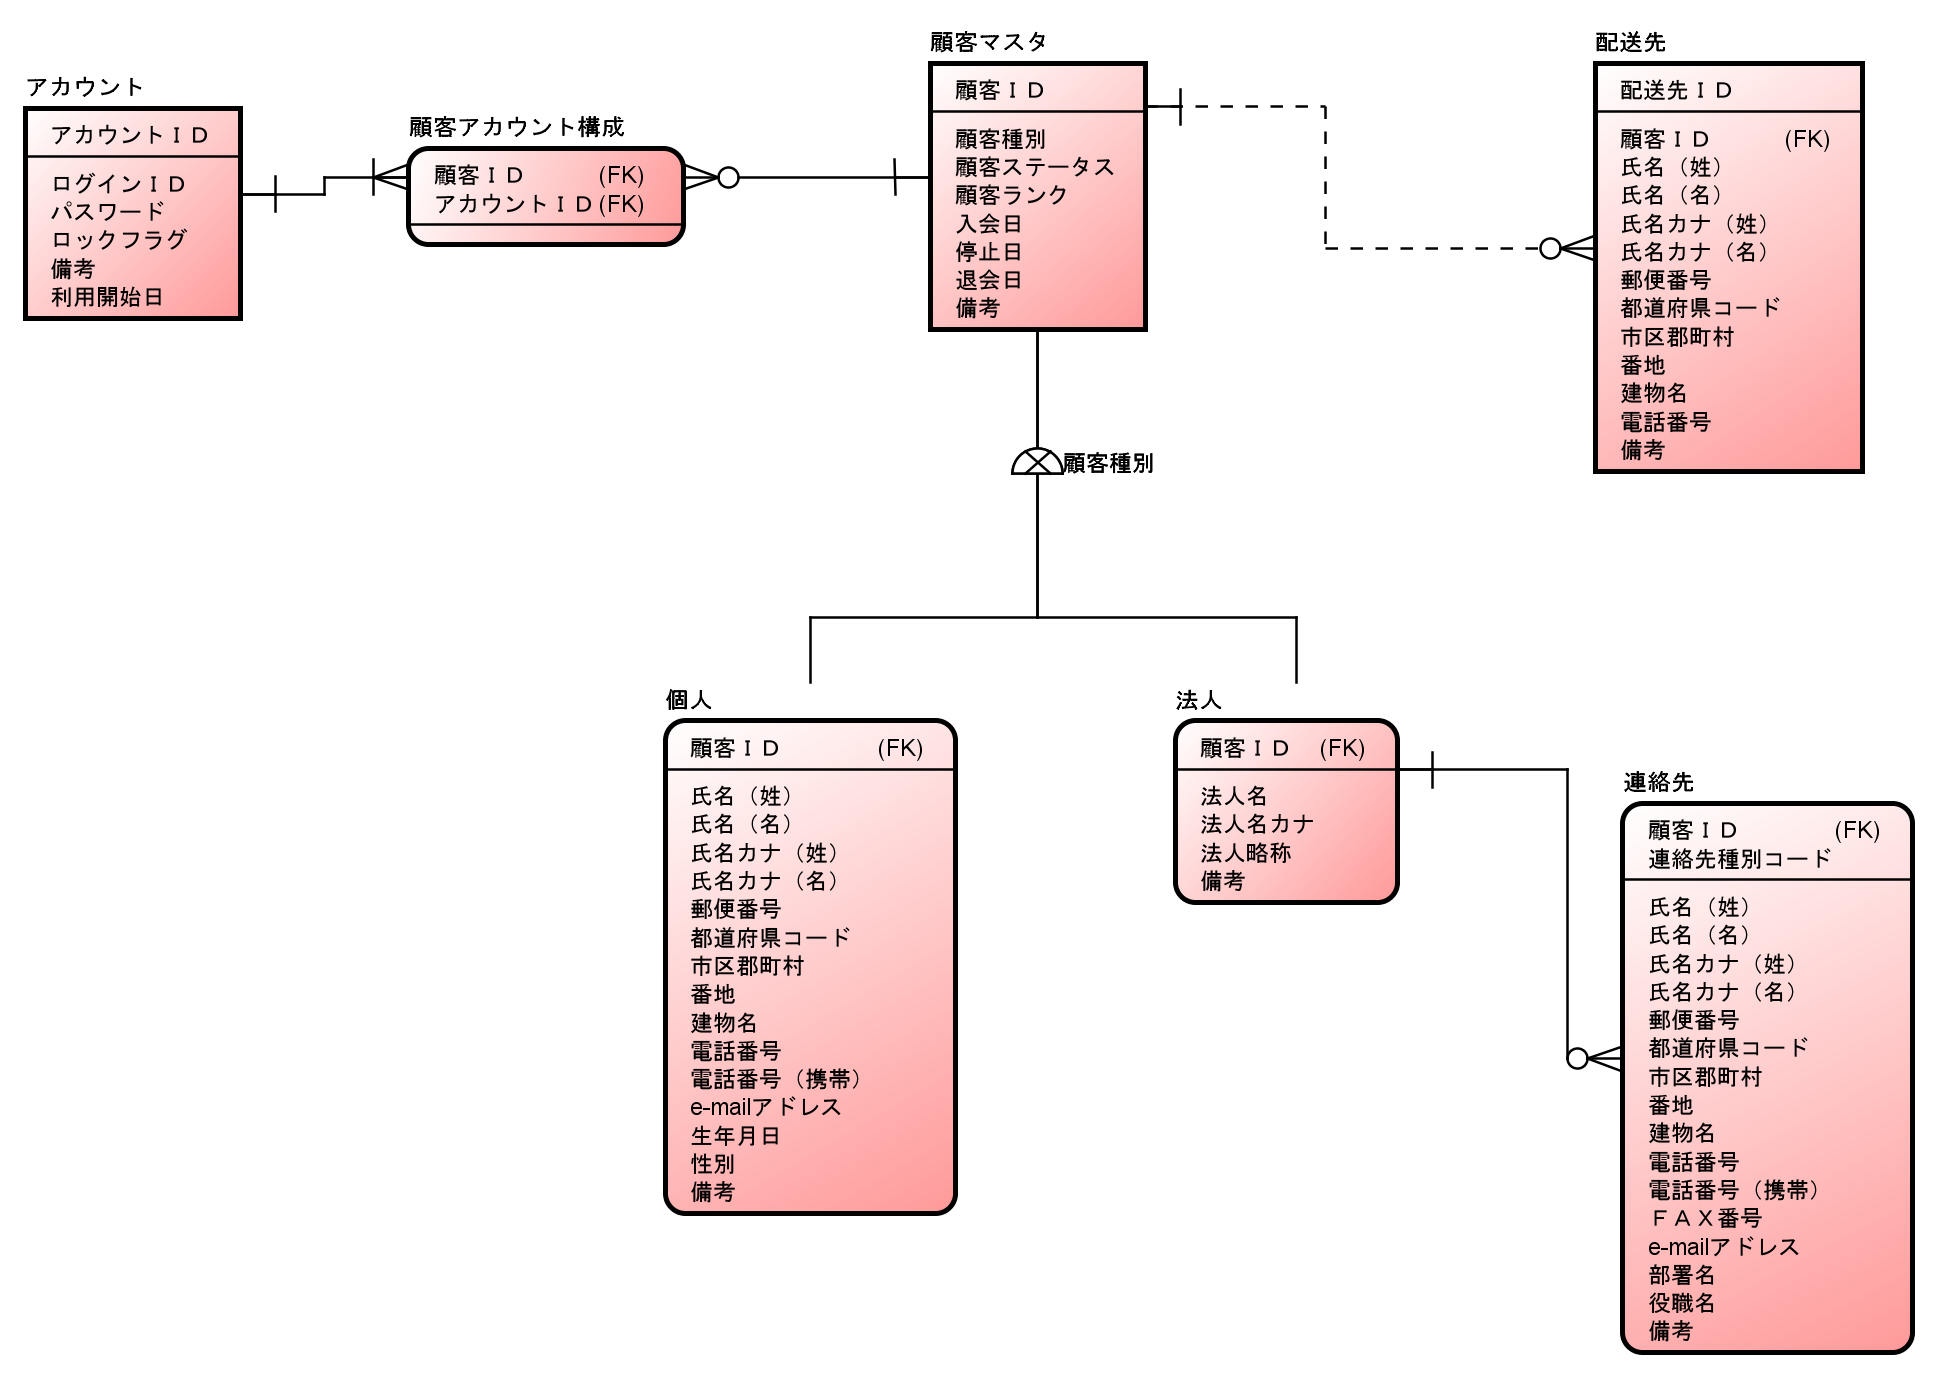 アカウント
アカウントＩＤ
ログインＩＤ
パスワード
ロックフラグ
備考
利用開始日
顧客アカウント構成
顧客ＩＤ (FK)
アカウントＩＤ(FK)
顧客マスタ
顧客ＩＤ
顧客種別
顧客ステータス
顧客ランク
入会日
停止日
退会日
備考
配送先
配送先ＩＤ
顧客ＩＤ (FK)
氏名（姓）
氏名（名）
氏名カナ（姓）
氏名カナ（名）
郵便番号
都道府県コード
市区郡町村
番地
建物名
電話番号
備考
顧客種別
個人
顧客ＩＤ (FK)
氏名（姓）
氏名（名）
氏名カナ（姓）
氏名カナ（名）
郵便番号
都道府県コード
市区郡町村
番地
建物名
電話番号
電話番号（携帯）
e-mailアドレス
生年月日
性別
備考
法人
顧客ＩＤ (FK)
法人名
法人名カナ
法人略称
備考
連絡先
顧客ＩＤ (FK)
連絡先種別コード
氏名（姓）
氏名（名）
氏名カナ（姓）
氏名カナ（名）
郵便番号
都道府県コード
市区郡町村
番地
建物名
電話番号
電話番号（携帯）
ＦＡＸ番号
e-mailアドレス
部署名
役職名
備考